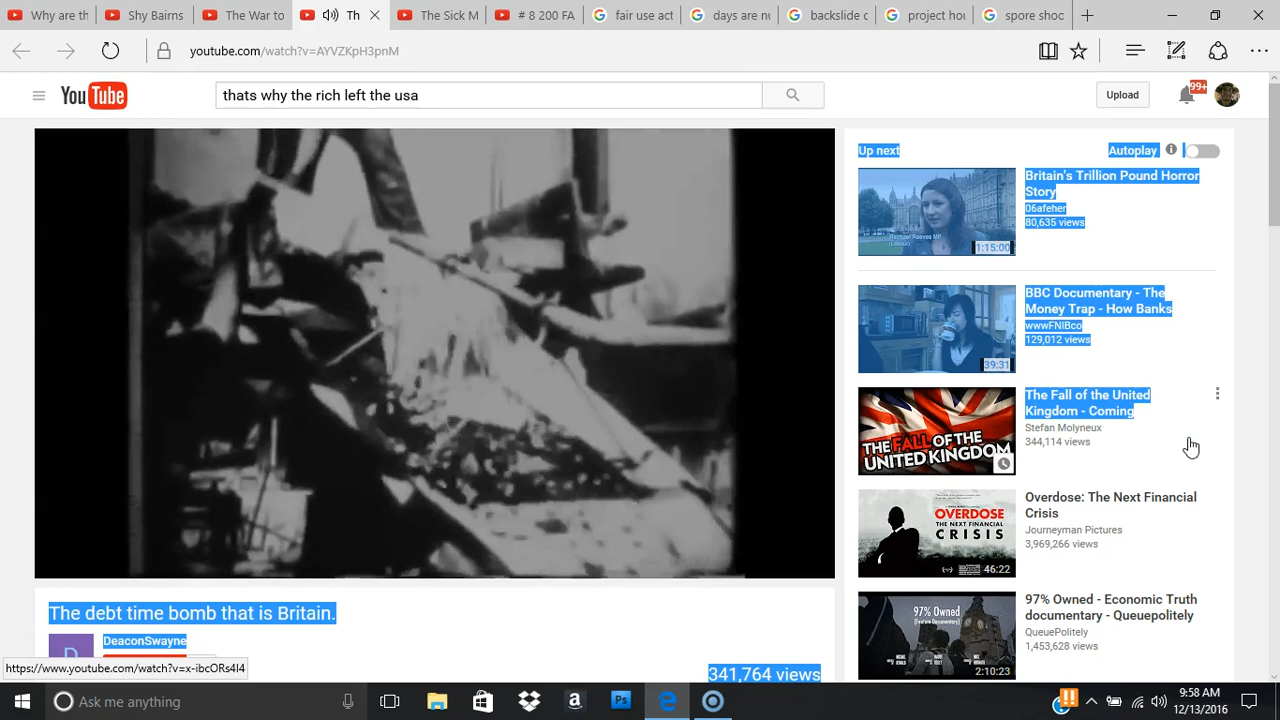 Why are th
Shy Bairns
The War to
Th
The Sick M
# 8 200 FA
fair use act
days are nu
backslide c
project hou
spore shoc
youtube.com/watch?v=AYVZKpH3pnM
YouTube
thats why the rich left the usa
Upload
99+
Up next
Autoplay
Britain's Trillion Pound Horror
Story
06afeher
80,635 views
Rachael Reeves MP
(Labour)
1:15:00
BBC Documentary - The
Money Trap - How Banks
wwwFNIBco
129,012 views
39:31
The Fall of the United
Kingdom - Coming
Stefan Molyneux
344,114 views
THE FALL OF THE
UNITED KINGDOM
Overdose: The Next Financial
Crisis
Journeyman Pictures
3,969,266 views
OVERDOSE
THE NEXT FINANCIAL
CRISIS
46:22
97% Owned - Economic Truth
documentary - Queuepolitely
QueuePolitely
1,453,628 views
97% OWNED
2:10:23
The debt time bomb that is Britain.
D
DeaconSwayne
341,764 views
https://www.youtube.com/watch?v=x-ibcORs4I4
Ask me anything
9:58 AM
12/13/2016